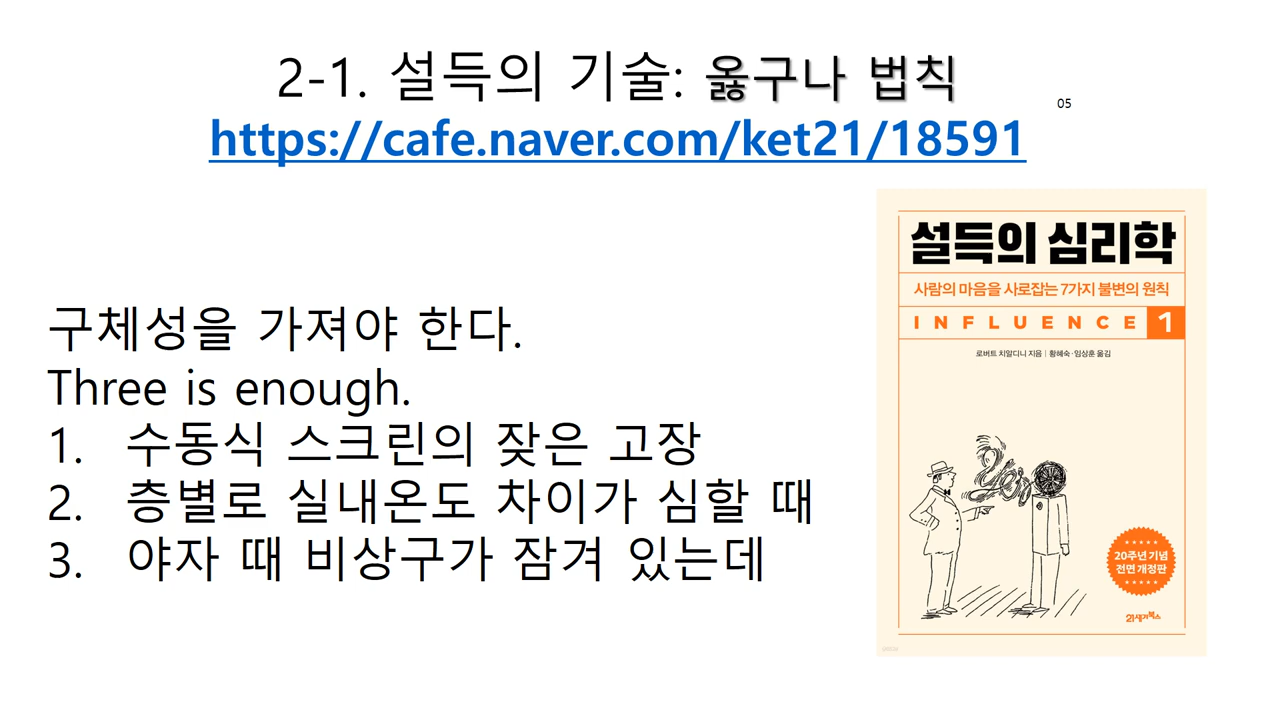 2-1. 설득의 기술: 옳구나 법칙
05
https://cafe.naver.com/ket21/18591
구체성을 가져야 한다.
Three is enough.
1. 수동식 스크린의 잦은 고장
2. 층별로 실내온도 차이가 심할 때
3. 야자 때 비상구가 잠겨 있는데
설득의 심리학
사람의 마음을 사로잡는 7가지 불변의 원칙
INFLUENCE 1
로버트 치알디니 지음 | 황혜숙·임상훈 옮김
20주년 기념
전면 개정판
21세기북스